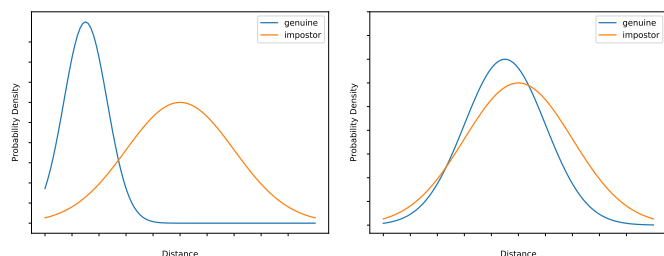 genuine
impostor
Probability Density
Distance
genuine
impostor
Probability Density
Distance